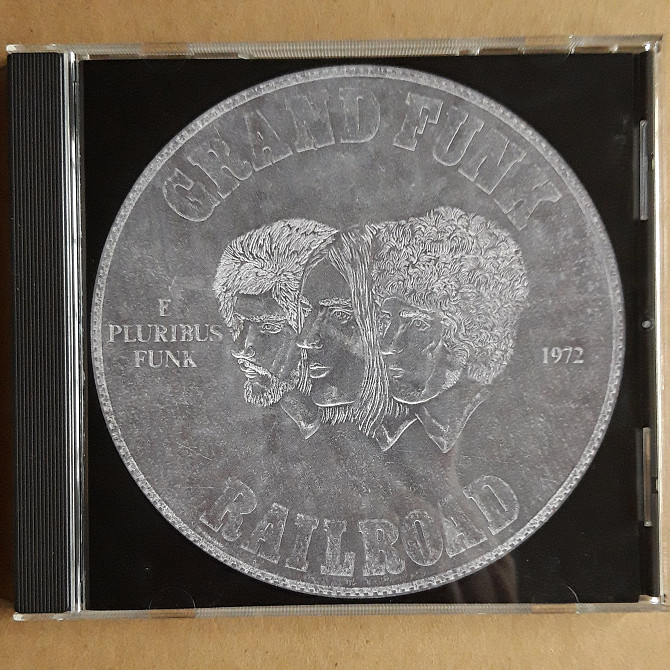 GRAND FUNK
E
PLURIBUS
FUNK
1972
RAILROAD